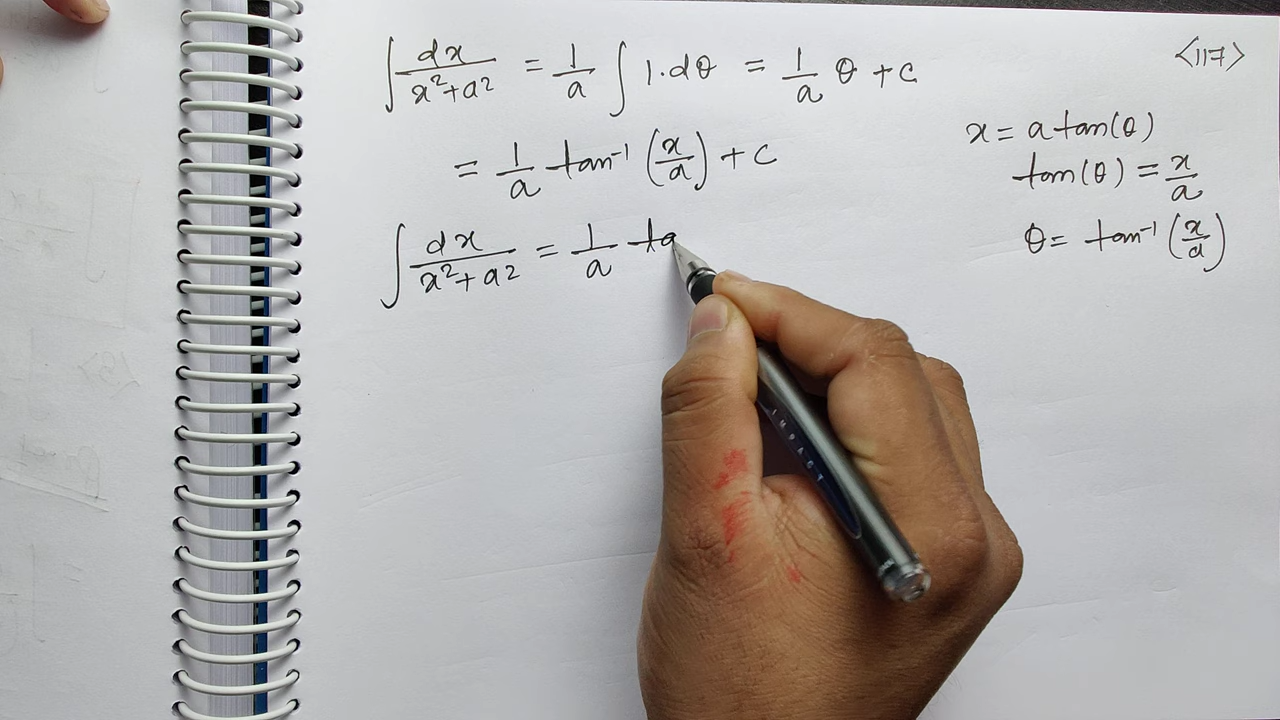 ∫ dx/(x²+a²) = 1/a ∫ 1·dθ = 1/a θ + c
<117>
= 1/a tan⁻¹ (x/a) + c
x = a tan(θ)
tan(θ) = x/a
θ = tan⁻¹ (x/a)
∫ dx/(x²+a²) = 1/a ta
IMPACT